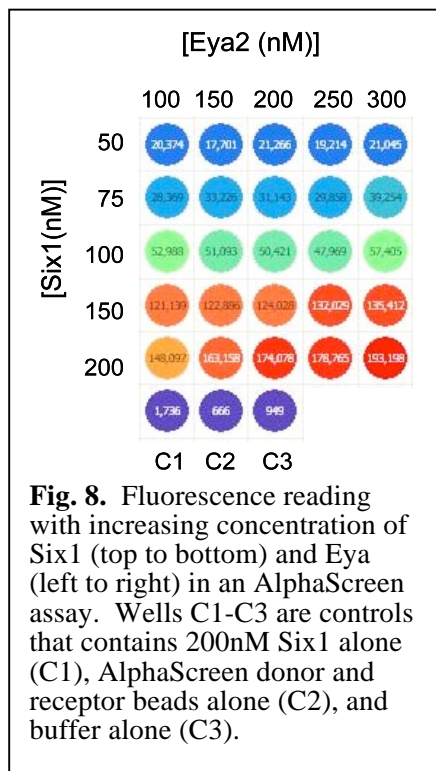 [Eya2 (nM)]
100 150 200 250 300
[Six1(nM)]
50 20,374 17,701 21,266 19,214 21,045
75 28,369 33,226 31,143 29,858 39,254
100 52,988 51,093 50,421 47,969 57,405
150 121,139 122,886 124,028 132,029 135,412
200 148,097 163,158 174,078 178,765 193,198
1,736 666 949
C1 C2 C3
Fig. 8. Fluorescence reading
with increasing concentration of
Six1 (top to bottom) and Eya
(left to right) in an AlphaScreen
assay. Wells C1-C3 are controls
that contains 200nM Six1 alone
(C1), AlphaScreen donor and
receptor beads alone (C2), and
buffer alone (C3).